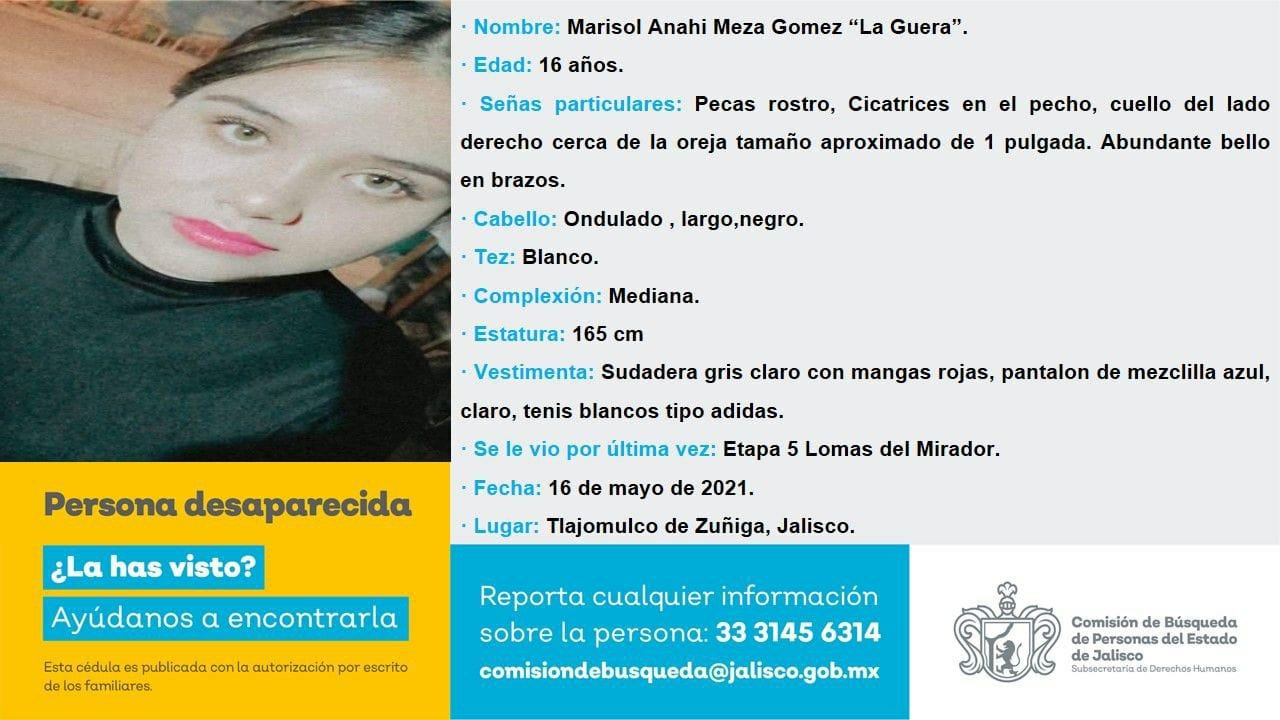 · Nombre: Marisol Anahi Meza Gomez “La Guera”.
· Edad: 16 años.
· Señas particulares: Pecas rostro, Cicatrices en el pecho, cuello del lado
derecho cerca de la oreja tamaño aproximado de 1 pulgada. Abundante bello
en brazos.
· Cabello: Ondulado , largo,negro.
· Tez: Blanco.
· Complexión: Mediana.
· Estatura: 165 cm
· Vestimenta: Sudadera gris claro con mangas rojas, pantalon de mezclilla azul,
claro, tenis blancos tipo adidas.
· Se le vio por última vez: Etapa 5 Lomas del Mirador.
· Fecha: 16 de mayo de 2021.
· Lugar: Tlajomulco de Zuñiga, Jalisco.
Persona desaparecida
¿La has visto?
Ayúdanos a encontrarla
Esta cédula es publicada con la autorización por escrito
de los familiares.
Reporta cualquier información
sobre la persona: 33 3145 6314
comisiondebusqueda@jalisco.gob.mx
Comisión de Búsqueda
de Personas del Estado
de Jalisco
Subsecretaría de Derechos Humanos